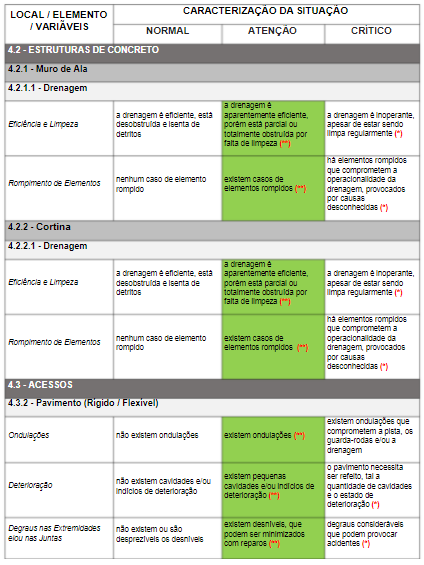 LOCAL / ELEMENTO / VARIÁVEIS
CARACTERIZAÇÃO DA SITUAÇÃO
NORMAL
ATENÇÃO
CRÍTICO
4.2 - ESTRUTURAS DE CONCRETO
4.2.1 - Muro de Ala
4.2.1.1 - Drenagem
Eficiência e Limpeza
a drenagem é eficiente, está
desobstruída e isenta de
detritos
a drenagem é
aparentemente eficiente,
porém está parcial ou
totalmente obstruída por
falta de limpeza (**)
a drenagem é inoperante,
apesar de estar sendo
limpa regularmente (*)
Rompimento de Elementos
nenhum caso de elemento
rompido
existem casos de
elementos rompidos (**)
há elementos rompidos
que comprometem a
operacionalidade da
drenagem, provocados
por causas
desconhecidas (*)
4.2.2 - Cortina
4.2.2.1 - Drenagem
Eficiência e Limpeza
a drenagem é eficiente, está
desobstruída e isenta de
detritos
a drenagem é
aparentemente eficiente,
porém está parcial ou
totalmente obstruída por
falta de limpeza (**)
a drenagem é inoperante,
apesar de estar sendo
limpa regularmente (*)
Rompimento de Elementos
nenhum caso de elemento
rompido
existem casos de
elementos rompidos (**)
há elementos rompidos
que comprometem a
operacionalidade da
drenagem, provocados
por causas
desconhecidas (*)
4.3 - ACESSOS
4.3.2 - Pavimento (Rígido / Flexível)
Ondulações
não existem ondulações
existem ondulações (**)
existem ondulações que
comprometem a pista, os
guarda-rodas e/ou a
drenagem
Deterioração
não existem cavidades e/ou
indícios de deterioração
existem pequenas
cavidades e/ou indícios de
deterioração (**)
o pavimento necessita
ser refeito, tal a
quantidade de cavidades
e o estado de
deterioração (*)
Degraus nas Extremidades
e/ou nas Juntas
não existem ou são
desprezíveis os desníveis
existem desníveis, que
podem ser minimizados
com reparos (**)
degraus consideráveis
que podem provocar
acidentes (*)